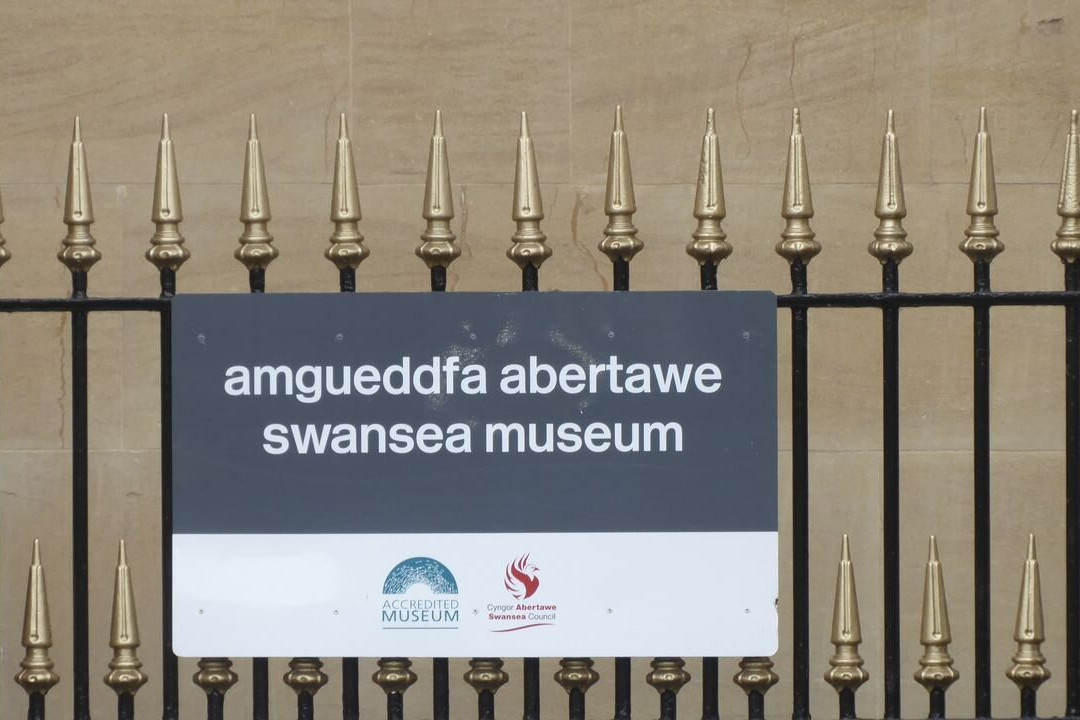 amgueddfa abertawe
swansea museum
ACCREDITED
MUSEUM
Cyngor Abertawe
Swansea Council